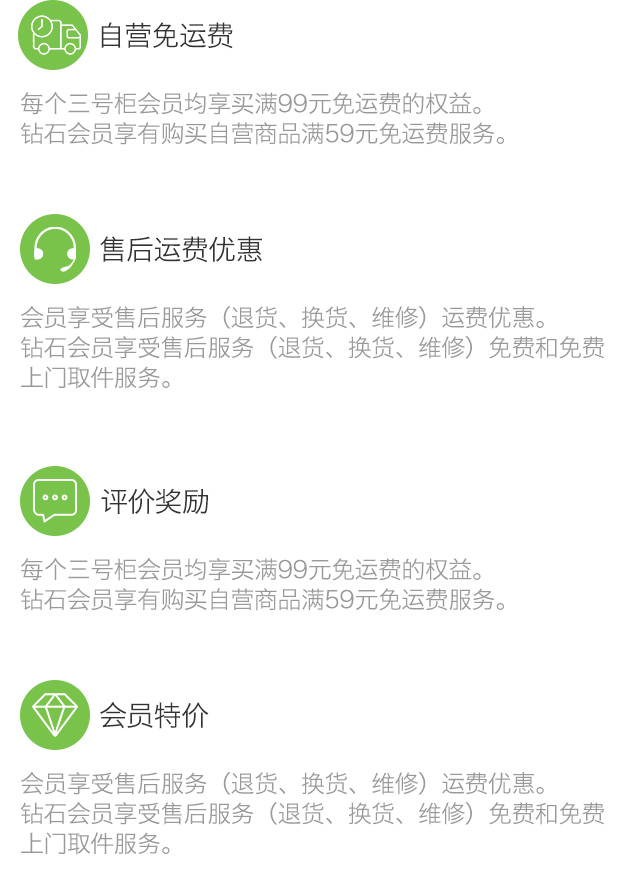 自营免运费
每个三号柜会员均享买满99元免运费的权益。
钻石会员享有购买自营商品满59元免运费服务。
售后运费优惠
会员享受售后服务（退货、换货、维修）运费优惠。
钻石会员享受售后服务（退货、换货、维修）免费和免费
上门取件服务。
评价奖励
每个三号柜会员均享买满99元免运费的权益。
钻石会员享有购买自营商品满59元免运费服务。
会员特价
会员享受售后服务（退货、换货、维修）运费优惠。
钻石会员享受售后服务（退货、换货、维修）免费和免费
上门取件服务。